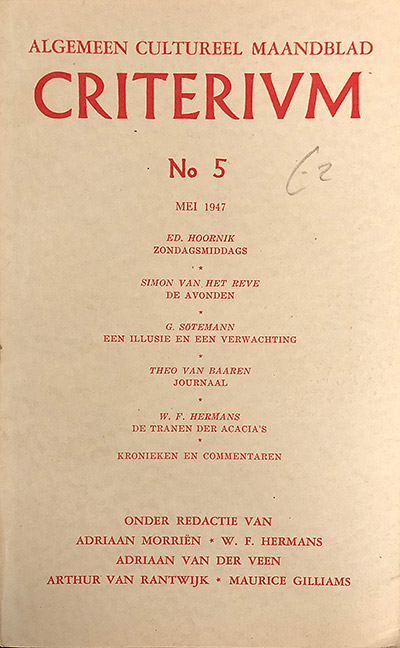 ALGEMEEN CULTUREEL MAANDBLAD
CRITERIVM
No 5
MEI 1947
ED. HOORNIK
ZONDAGSMIDDAGS
*
SIMON VAN HET REVE
DE AVONDEN
*
G. SÖTEMANN
EEN ILLUSIE EN EEN VERWACHTING
*
THEO VAN BAAREN
JOURNAAL
*
W. F. HERMANS
DE TRANEN DER ACACIA'S
*
KRONIEKEN EN COMMENTAREN
ONDER REDACTIE VAN
ADRIAAN MORRIËN * W. F. HERMANS
ADRIAAN VAN DER VEEN
ARTHUR VAN RANTWIJK * MAURICE GILLIAMS